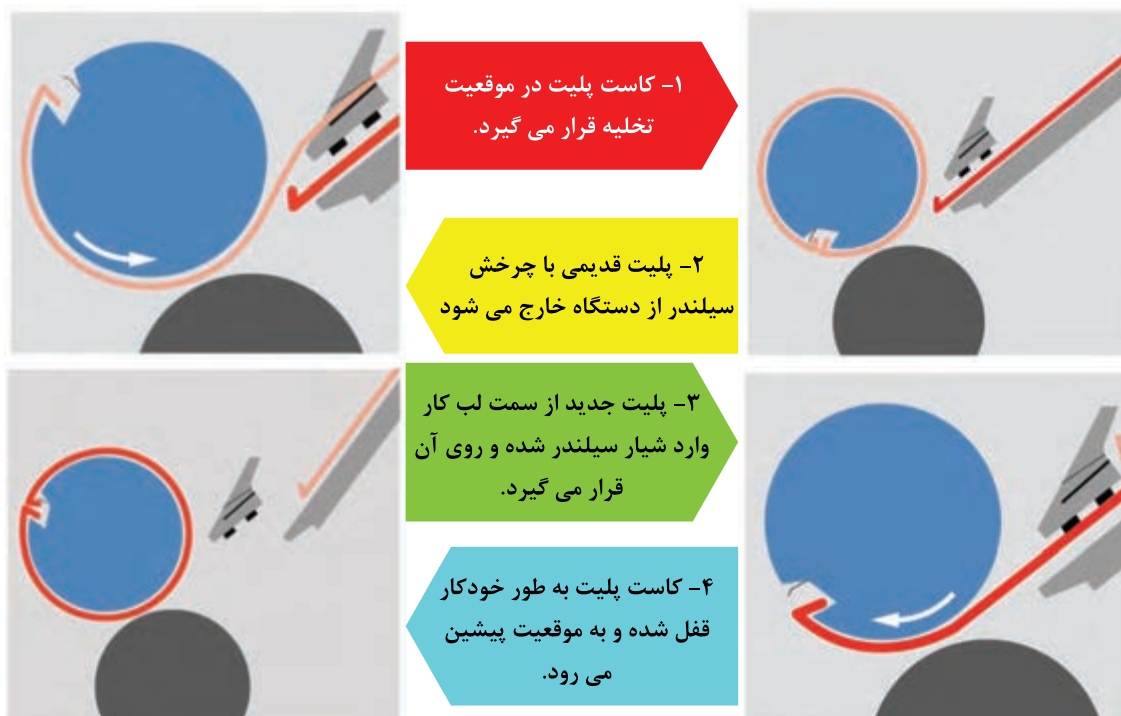 ۱- کاست پلیت در موقعیت
تخلیه قرار می گیرد.
۲- پلیت قدیمی با چرخش
سیلندر از دستگاه خارج می شود
۳- پلیت جدید از سمت لب کار
وارد شیار سیلندر شده و روی آن
قرار می گیرد.
۴- کاست پلیت به طور خودکار
قفل شده و به موقعیت پیشین
می رود.